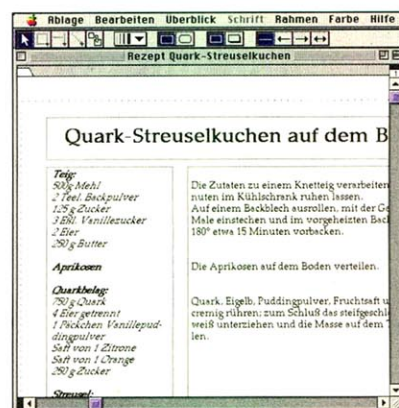 Ablage Bearbeiten Überblick Schrift Rahmen Farbe Hilfe
Rezept Quark-Streuselkuchen
Quark-Streuselkuchen auf dem B
Teig:
500g Mehl
2 Teel. Backpulver
125 g Zucker
3 Eßl. Vanillezucker
2 Eier
250 g Butter
Die Zutaten zu einem Knetteig verarbeiten
nuten im Kühlschrank ruhen lassen.
Auf einem Backblech ausrollen, mit der Ga
Male einstechen und im vorgeheizten Back
180° etwa 15 Minuten vorbacken.
Aprikosen
Die Aprikosen auf dem Boden verteilen.
Quarkbelag:
750 g Quark
4 Eier getrennt
1 Päckchen Vanillepud-
dingpulver
Saft von 1 Zitrone
Saft von 1 Orange
250 g Zucker
Quark, Eigelb, Puddingpulver, Fruchtsaft u
cremig rühren; zum Schluß das steifgeschl
weiß unterziehen und die Masse auf dem T
len.
Streusel: